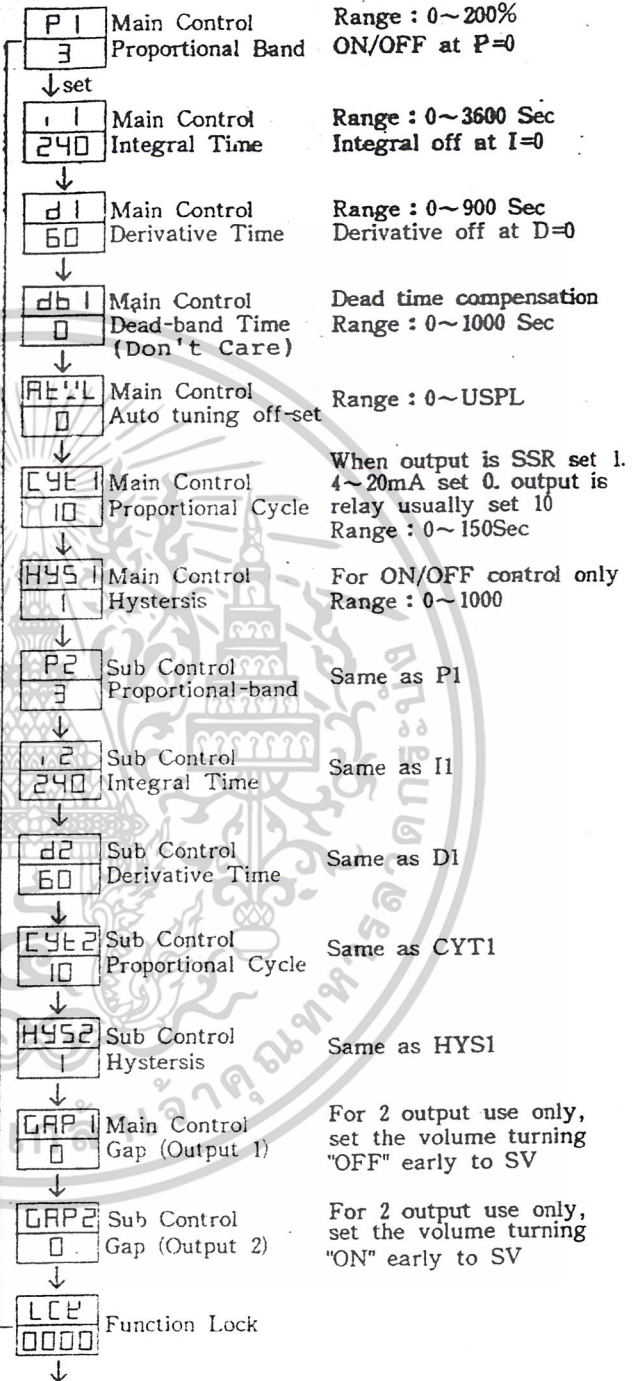 P1 Main Control Range : 0~200%
3 Proportional Band ON/OFF at P=0
↓set
i1 Main Control Range : 0~3600 Sec
240 Integral Time Integral off at I=0
↓
d1 Main Control Range : 0~900 Sec
60 Derivative Time Derivative off at D=0
↓
db1 Main Control Dead time compensation
0 Dead-band Time Range : 0~1000 Sec
(Don't Care)
↓
AtVL Main Control Range : 0~USPL
0 Auto tuning off-set
↓
When output is SSR set 1.
CYt1 Main Control 4~20mA set 0. output is
10 Proportional Cycle relay usually set 10
Range : 0~150Sec
↓
HYS1 Main Control For ON/OFF control only
1 Hystersis Range : 0~1000
↓
P2 Sub Control Same as P1
3 Proportional-band
↓
i2 Sub Control Same as I1
240 Integral Time
↓
d2 Sub Control Same as D1
60 Derivative Time
↓
CYt2 Sub Control Same as CYT1
10 Proportional Cycle
↓
HYS2 Sub Control Same as HYS1
1 Hystersis
↓
GAP1 Main Control For 2 output use only,
0 Gap (Output 1) set the volume turning
"OFF" early to SV
↓
GAP2 Sub Control For 2 output use only,
0 Gap (Output 2) set the volume turning
"ON" early to SV
↓
LCK Function Lock
0000
↓